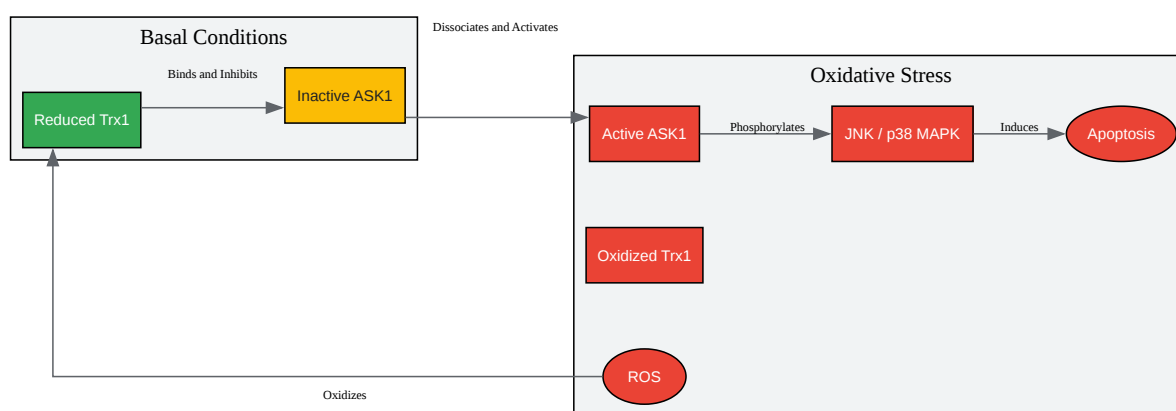 Basal Conditions
Dissociates and Activates
Binds and Inhibits
Reduced Trx1
Inactive ASK1
Oxidative Stress
Active ASK1
Phosphorylates
JNK / p38 MAPK
Induces
Apoptosis
Oxidized Trx1
ROS
Oxidizes